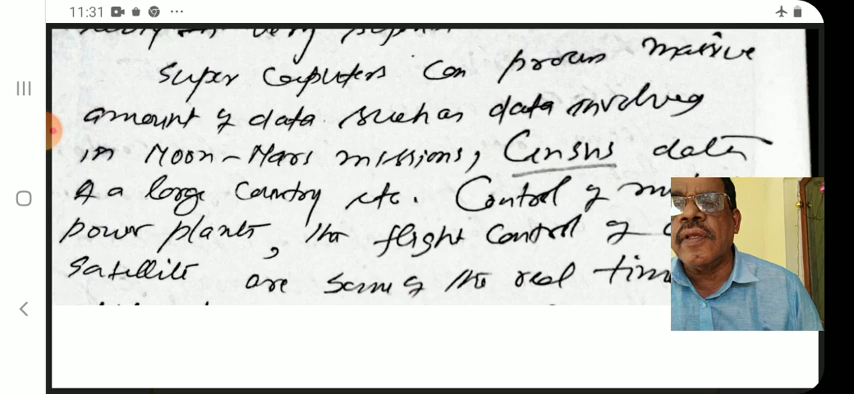 11:31
Super Computers Can process massive
amount of data such as data involving
in Moon-Mars missions, Census data
of a large Country etc. Control of
power plants, the flight Control of
Satellite are some of the real time